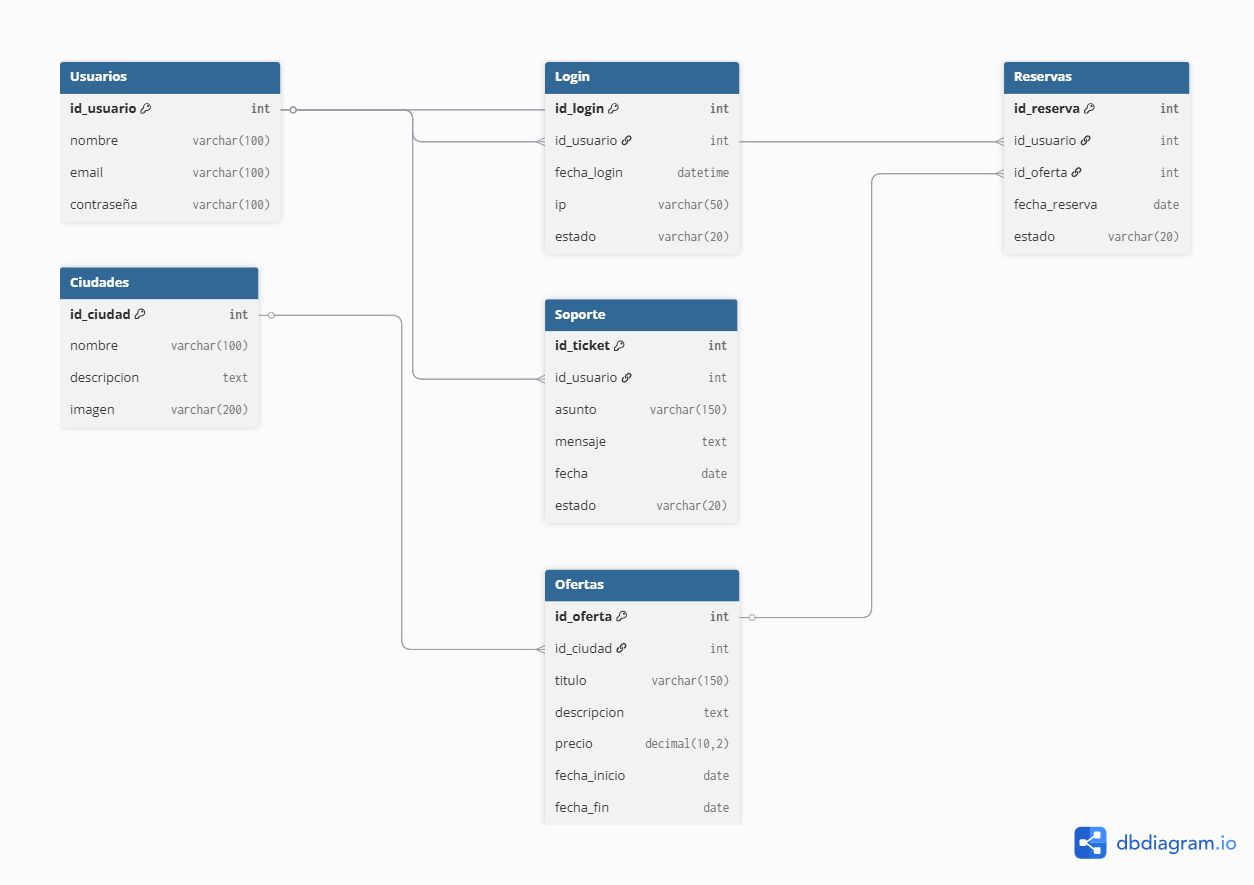 Usuarios
id_usuario int
nombre varchar(100)
email varchar(100)
contraseña varchar(100)
Login
id_login int
id_usuario int
fecha_login datetime
ip varchar(50)
estado varchar(20)
Reservas
id_reserva int
id_usuario int
id_oferta int
fecha_reserva date
estado varchar(20)
Ciudades
id_ciudad int
nombre varchar(100)
descripcion text
imagen varchar(200)
Soporte
id_ticket int
id_usuario int
asunto varchar(150)
mensaje text
fecha date
estado varchar(20)
Ofertas
id_oferta int
id_ciudad int
titulo varchar(150)
descripcion text
precio decimal(10,2)
fecha_inicio date
fecha_fin date
dbdiagram.io